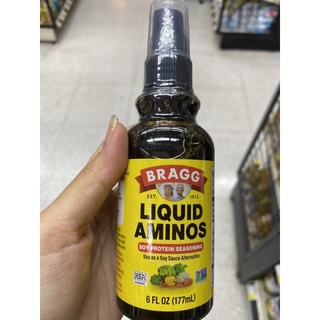 BRAGG
EST. 1912
LIQUID
AMINOS
SOY PROTEIN SEASONING
Use as a Soy Sauce Alternative
6 FL OZ (177mL)